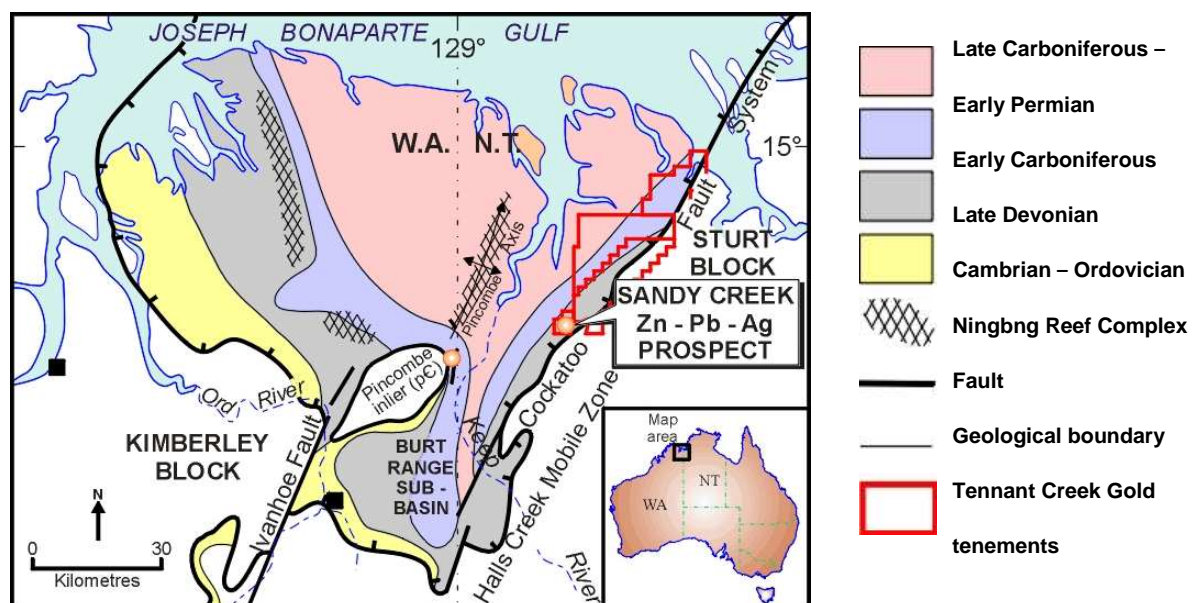 JOSEPH BONAPARTE GULF
129°
System
W.A. N.T.
15°
Fault
Axis
Pincombe
STURT
BLOCK
SANDY CREEK
Zn - Pb - Ag
PROSPECT
Pincombe
inlier (pЄ)
Ord River
Keep
Cockatoo
Halls Creek Mobile Zone
KIMBERLEY
BLOCK
Ivanhoe Fault
BURT
RANGE
SUB -
BASIN
River
N
0 30
Kilometres
Map
area
WA
NT
Late Carboniferous –
Early Permian
Early Carboniferous
Late Devonian
Cambrian – Ordovician
Ningbng Reef Complex
Fault
Geological boundary
Tennant Creek Gold
tenements